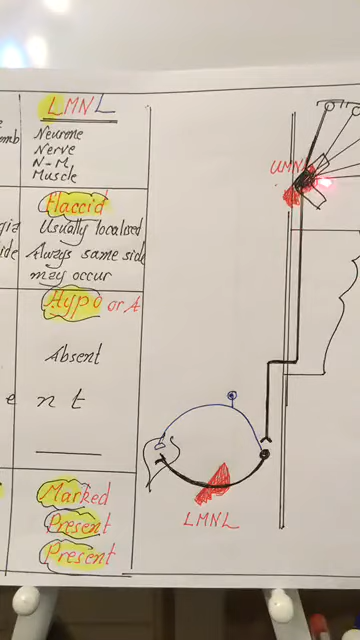 LMNL
Neurone
Nerve
N-M
Muscle
Flaccid
Usually localised
Always same side
may occur
Hypo or A
Absent
e n t
Marked
Present
Present
UMN
LMNL